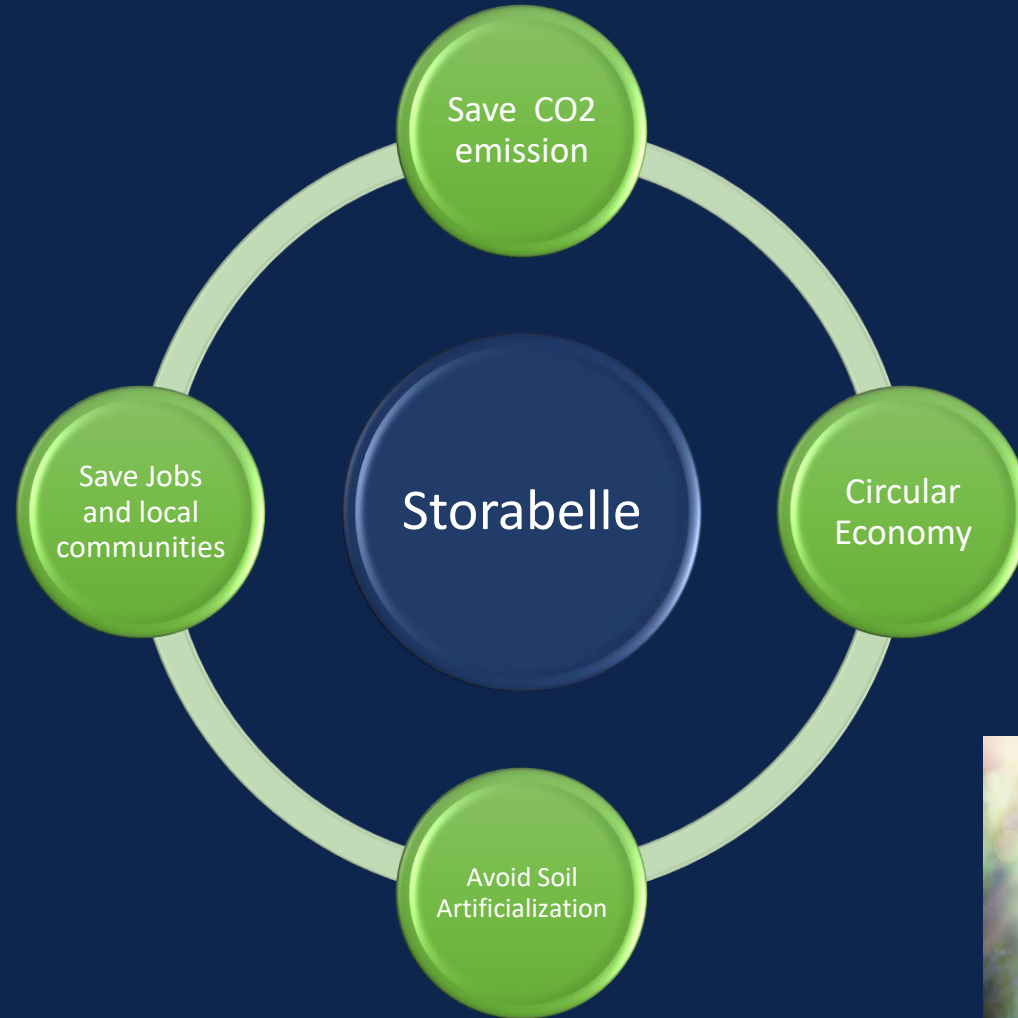 Save CO2
emission
Save Jobs
and local
communities
Storabelle
Circular
Economy
Avoid Soil
Artificialization